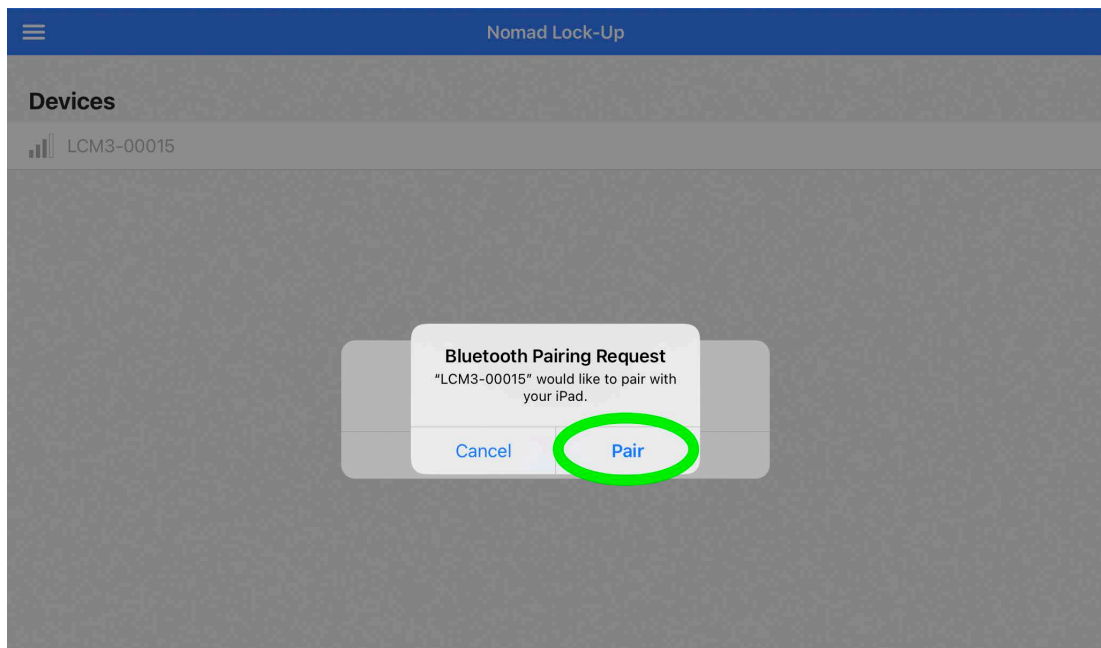 Nomad Lock-Up
Devices
LCM3-00015
Bluetooth Pairing Request
“LCM3-00015” would like to pair with
your iPad.
Cancel Pair